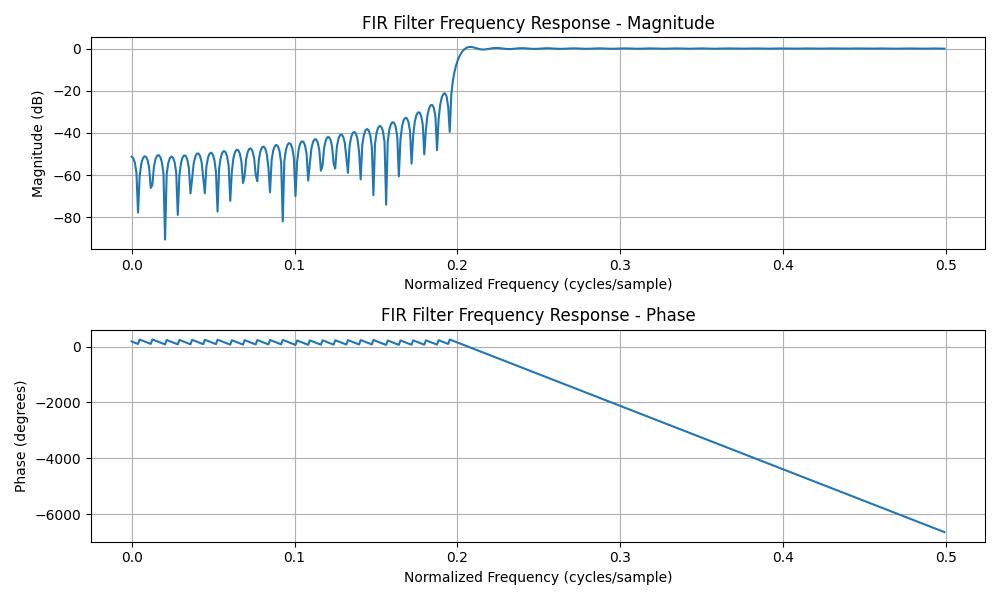 FIR Filter Frequency Response - Magnitude
Magnitude (dB)
0
−20
−40
−60
−80
0.0 0.1 0.2 0.3 0.4 0.5
Normalized Frequency (cycles/sample)
FIR Filter Frequency Response - Phase
Phase (degrees)
0
−2000
−4000
−6000
0.0 0.1 0.2 0.3 0.4 0.5
Normalized Frequency (cycles/sample)